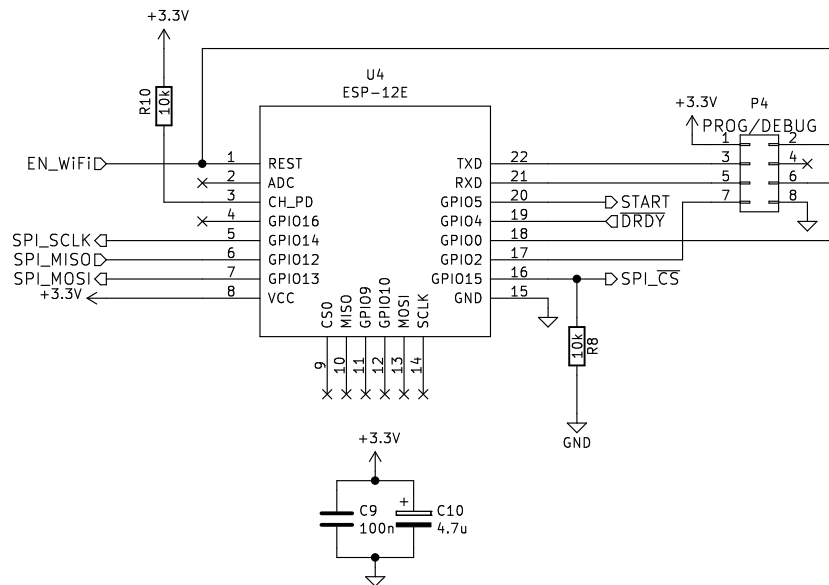 +3.3V
R10
10k
U4
ESP-12E
+3.3V
P4
PROG/DEBUG
1
2
3
4
5
6
7
8
EN_WiFi
1 REST
2 ADC
3 CH_PD
4 GPIO16
SPI_SCLK 5 GPIO14
SPI_MISO 6 GPIO12
SPI_MOSI 7 GPIO13
+3.3V 8 VCC
TXD 22
RXD 21
GPIO5 20 START
GPIO4 19 DRDY
GPIO0 18
GPIO2 17
GPIO15 16 SPI_CS
GND 15
CS0
MISO
GPIO9
GPIO10
MOSI
SCLK
9
10
11
12
13
14
10k
R8
GND
+3.3V
C9
100n
+
C10
4.7u